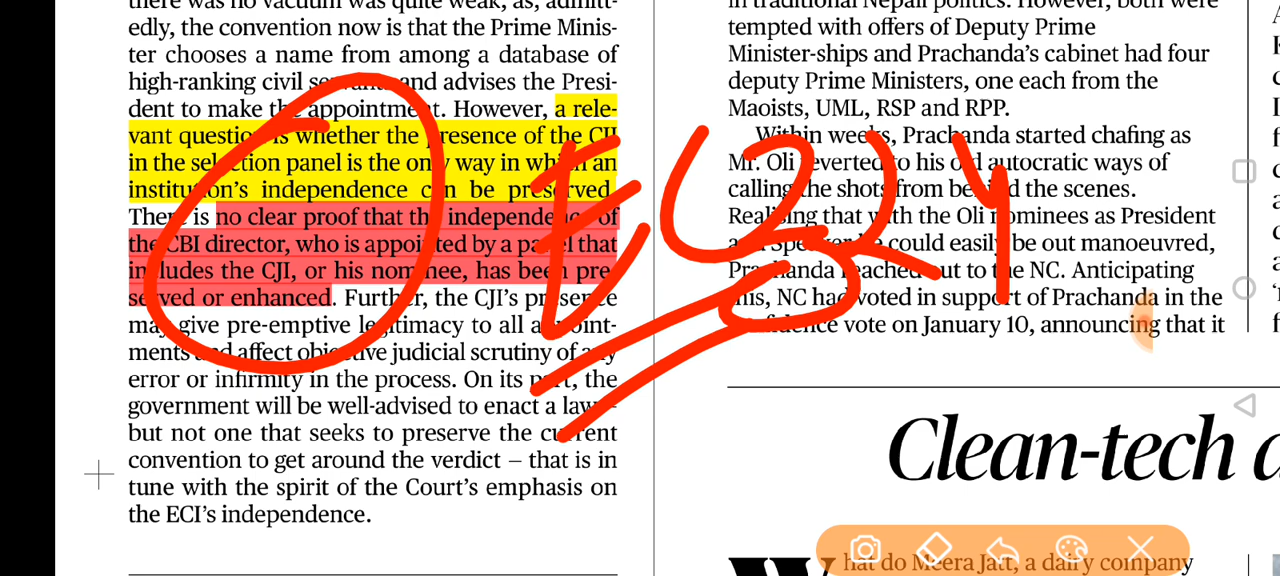 there was no vacuum was quite weak, as, admitt-
edly, the convention now is that the Prime Minis-
ter chooses a name from among a database of
high-ranking civil servants and advises the Presi-
dent to make the appointment. However, a rele-
vant question is whether the presence of the CJI
in the selection panel is the only way in which an
institution's independence can be preserved.
There is no clear proof that the independence of
the CBI director, who is appointed by a panel that
includes the CJI, or his nominee, has been pre-
served or enhanced. Further, the CJI's presence
may give pre-emptive legitimacy to all appoint-
ments and affect objective judicial scrutiny of any
error or infirmity in the process. On its part, the
government will be well-advised to enact a law –
but not one that seeks to preserve the current
convention to get around the verdict – that is in
tune with the spirit of the Court's emphasis on
the ECI's independence.
in traditional Nepali politics. However, both were
tempted with offers of Deputy Prime
Minister-ships and Prachanda's cabinet had four
deputy Prime Ministers, one each from the
Maoists, UML, RSP and RPP.
Within weeks, Prachanda started chafing as
Mr. Oli reverted to his old autocratic ways of
calling the shots from behind the scenes.
Realising that with the Oli nominees as President
and Speaker he could easily be out manoeuvred,
Prachanda reached out to the NC. Anticipating
this, NC had voted in support of Prachanda in the
confidence vote on January 10, announcing that it
Clean-tech
What do Meera Jatt, a dairy company